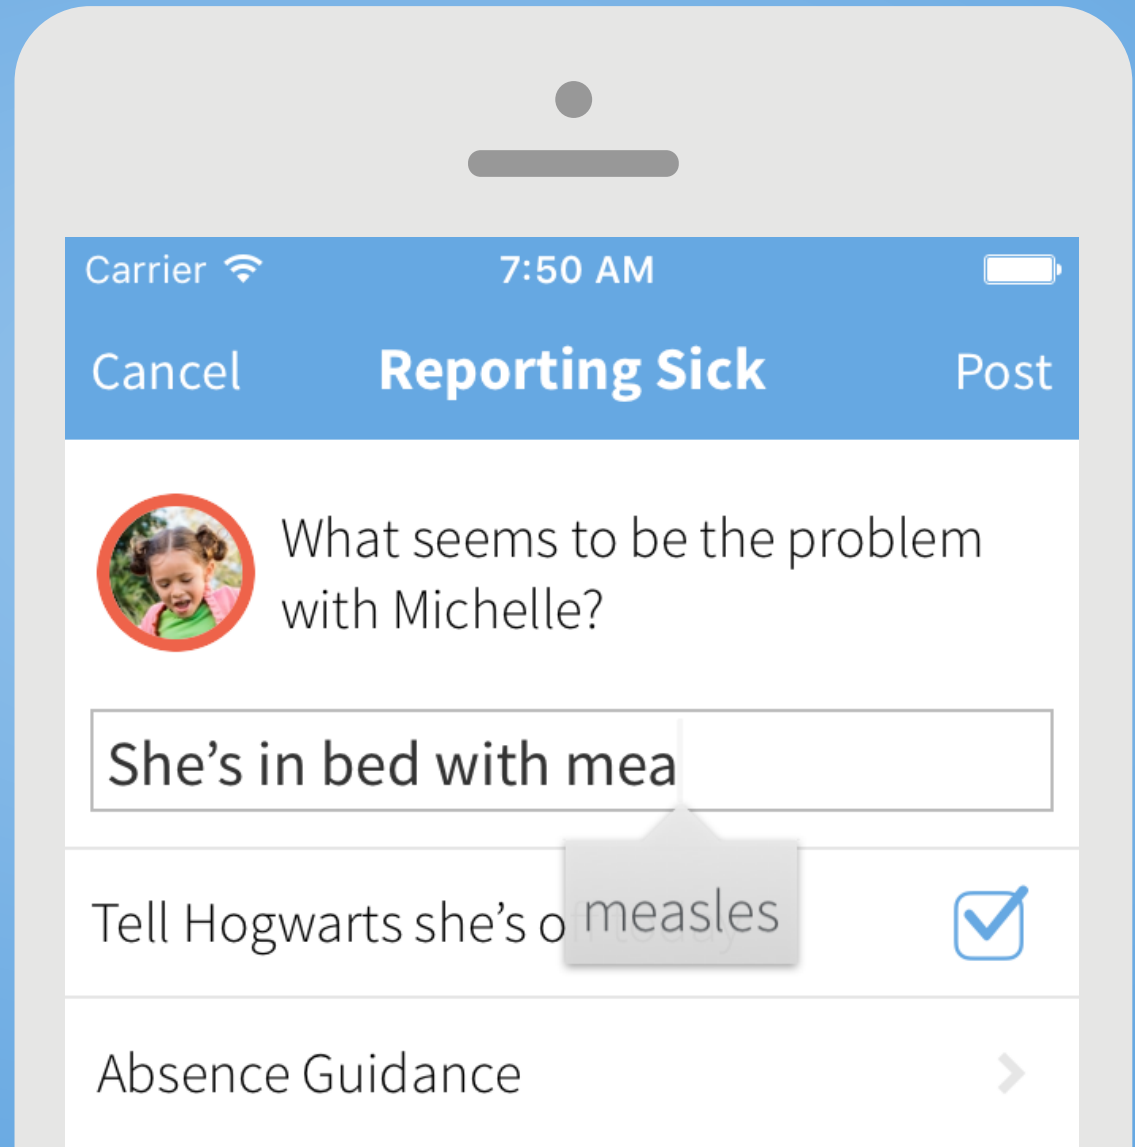 Carrier 7:50 AM
Cancel Reporting Sick Post
What seems to be the problem
with Michelle?
She’s in bed with mea
measles
Tell Hogwarts she’s
Absence Guidance